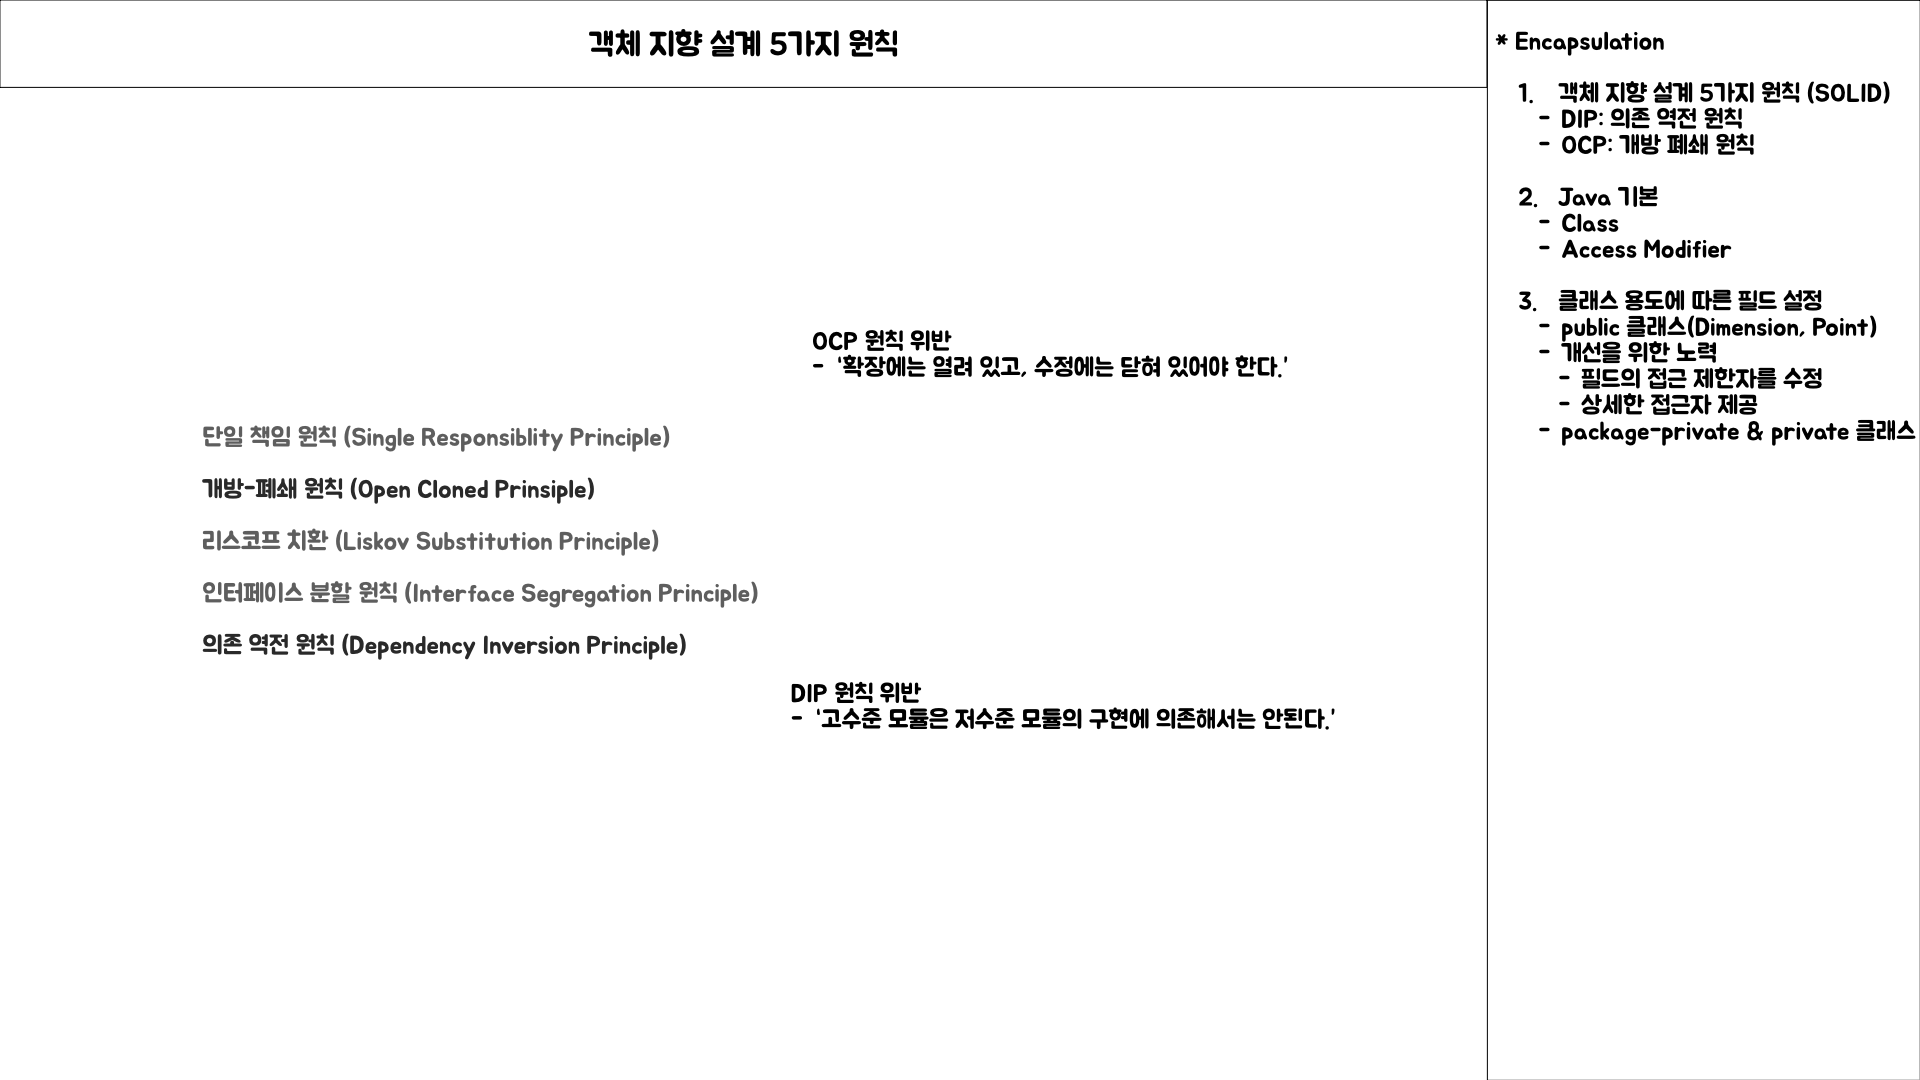 객체 지향 설계 5가지 원칙
OCP 원칙 위반
- '확장에는 열려 있고, 수정에는 닫혀 있어야 한다.'
단일 책임 원칙 (Single Responsiblity Principle)
개방-폐쇄 원칙 (Open Cloned Prinsiple)
리스코프 치환 (Liskov Substitution Principle)
인터페이스 분할 원칙 (Interface Segregation Principle)
의존 역전 원칙 (Dependency Inversion Principle)
DIP 원칙 위반
- '고수준 모듈은 저수준 모듈의 구현에 의존해서는 안된다.'
* Encapsulation
1. 객체 지향 설계 5가지 원칙 (SOLID)
- DIP: 의존 역전 원칙
- OCP: 개방 폐쇄 원칙
2. Java 기본
- Class
- Access Modifier
3. 클래스 용도에 따른 필드 설정
- public 클래스(Dimension, Point)
- 개선을 위한 노력
- 필드의 접근 제한자를 수정
- 상세한 접근자 제공
- package-private & private 클래스